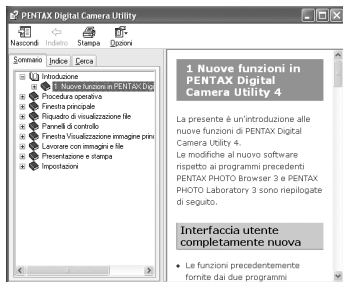 PENTAX Digital Camera Utility
Nascondi Indietro Stampa Opzioni
Sommario Indice Cerca
Introduzione
1 Nuove funzioni in PENTAX Digi
Procedura operativa
Finestra principale
Riquadro di visualizzazione file
Pannelli di controllo
Finestra Visualizzazione immagine princ
Lavorare con immagini e file
Presentazione e stampa
Impostazioni
1 Nuove funzioni in
PENTAX Digital
Camera Utility 4
La presente è un'introduzione alle
nuove funzioni di PENTAX Digital
Camera Utility 4.
Le modifiche al nuovo software
rispetto ai programmi precedenti
PENTAX PHOTO Browser 3 e PENTAX
PHOTO Laboratory 3 sono riepilogate
di seguito.
Interfaccia utente
completamente nuova
• Le funzioni precedentemente
fornite dai due programmi